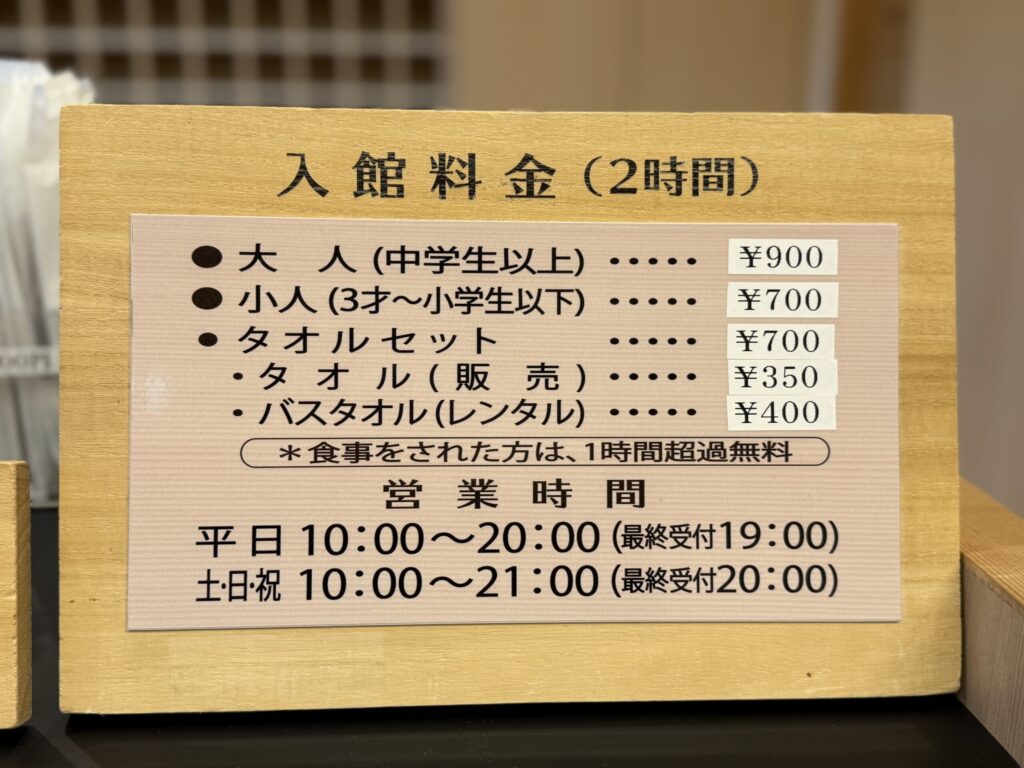 入館料金(2時間)
●大人(中学生以上)・・・・・¥900
●小人(3才〜小学生以下)・・・・・¥700
●タオルセット・・・・・¥700
・タオル(販売)・・・・・¥350
・バスタオル(レンタル)・・・・・¥400
＊食事をされた方は、1時間超過無料
営業時間
平日10:00〜20:00(最終受付19:00)
土・日・祝10:00〜21:00(最終受付20:00)